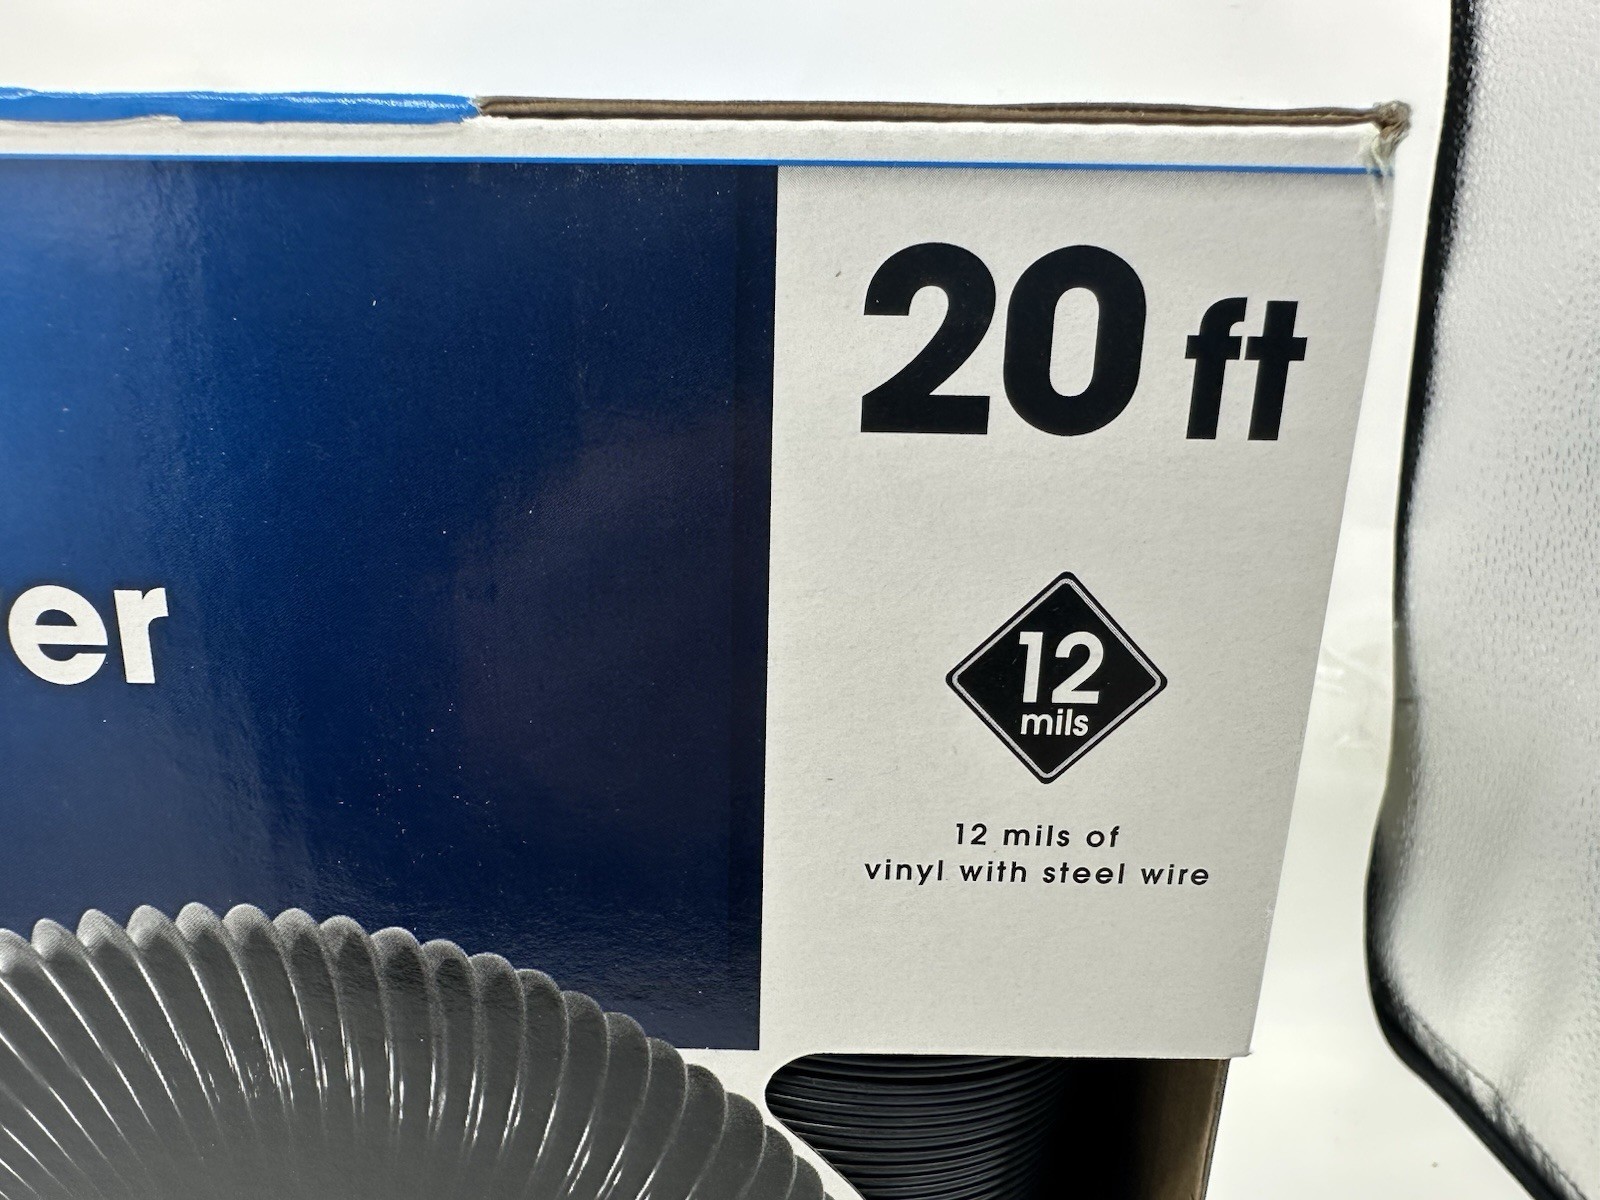 20 ft
er
12
mils
12 mils of
vinyl with steel wire